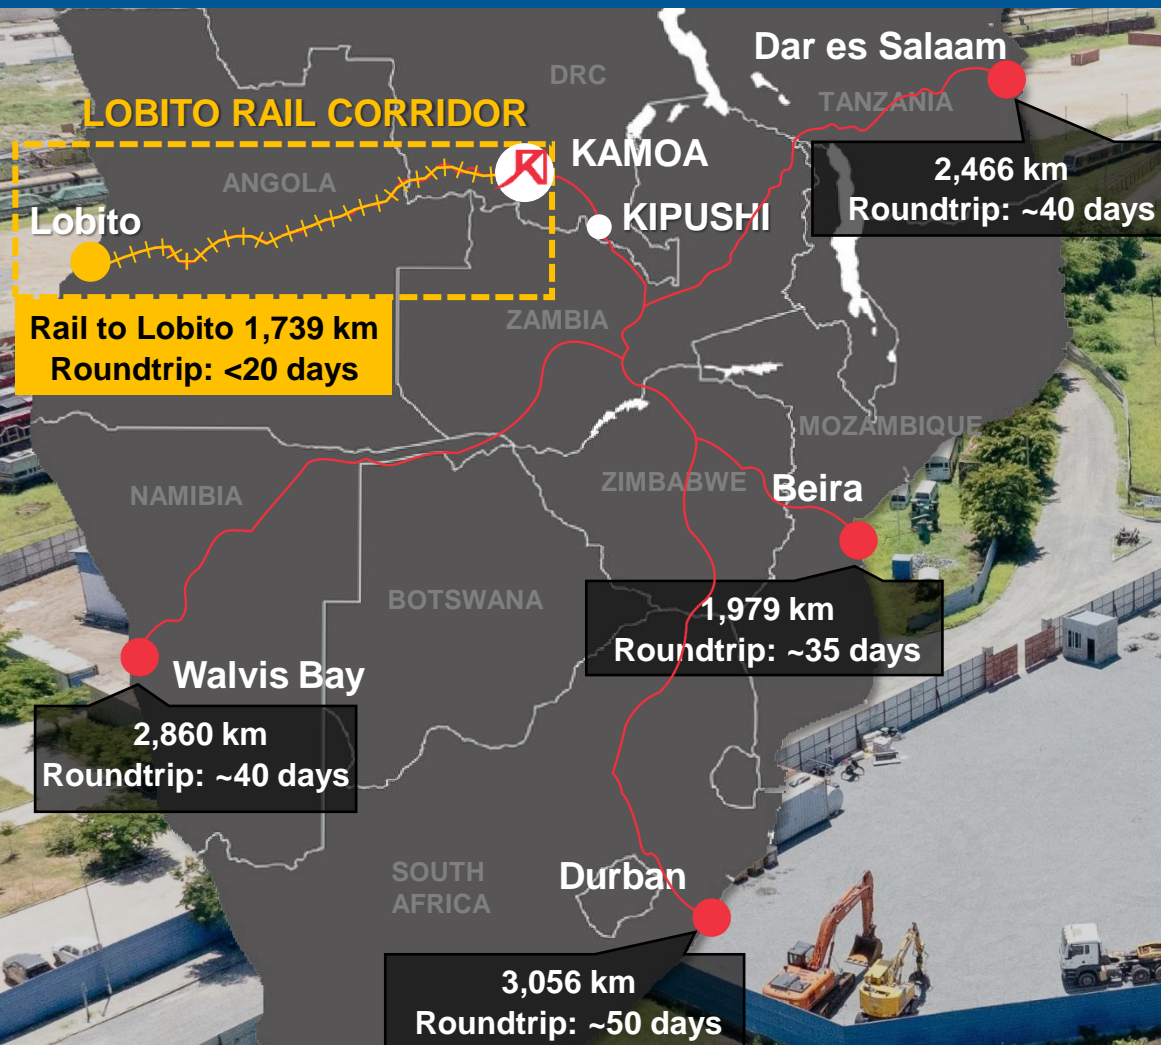 Dar es Salaam
DRC
TANZANIA
LOBITO RAIL CORRIDOR
KAMOA
2,466 km
Roundtrip: ~40 days
ANGOLA
Lobito
KIPUSHI
Rail to Lobito 1,739 km
Roundtrip: <20 days
ZAMBIA
MOZAMBIQUE
NAMIBIA
ZIMBABWE
Beira
BOTSWANA
1,979 km
Roundtrip: ~35 days
Walvis Bay
2,860 km
Roundtrip: ~40 days
SOUTH
AFRICA
Durban
3,056 km
Roundtrip: ~50 days